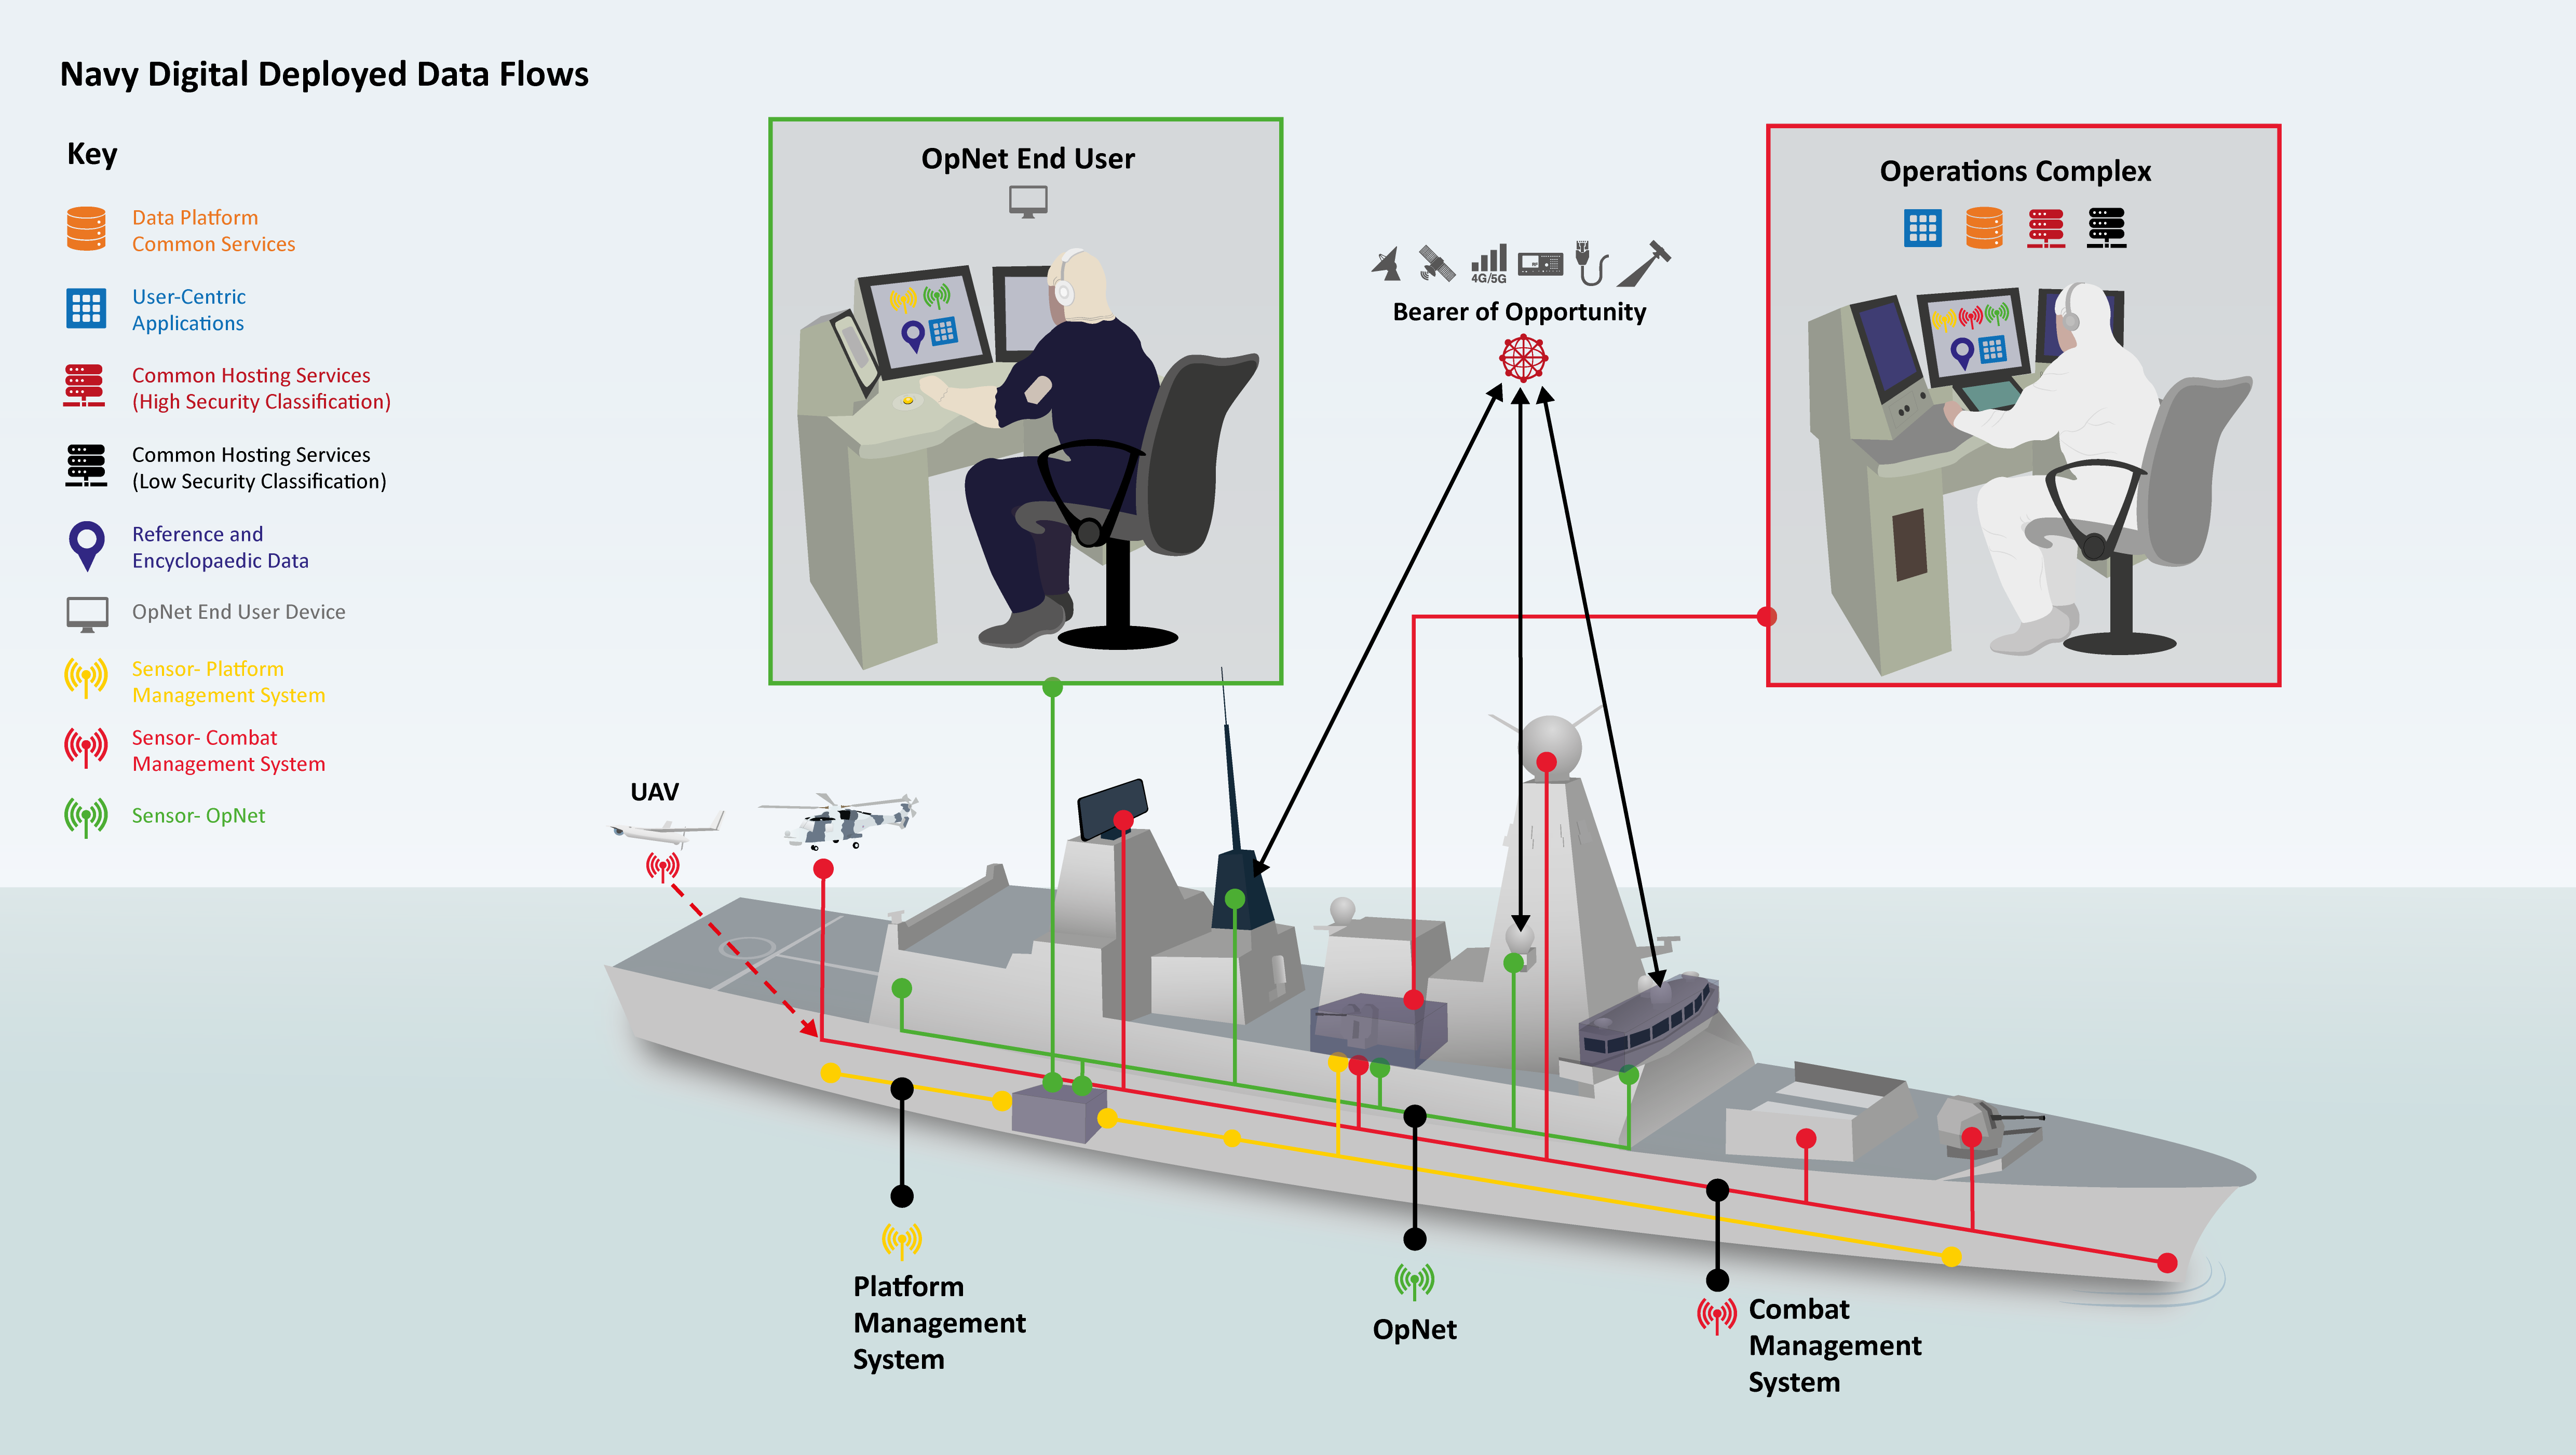 Navy Digital Deployed Data Flows
Key
Data Platform
Common Services
User-Centric
Applications
Common Hosting Services
(High Security Classification)
Common Hosting Services
(Low Security Classification)
Reference and
Encyclopaedic Data
OpNet End User Device
Sensor- Platform
Management System
Sensor- Combat
Management System
Sensor- OpNet
OpNet End User
4G/5G
Bearer of Opportunity
Operations Complex
UAV
Platform
Management
System
OpNet
Combat
Management
System